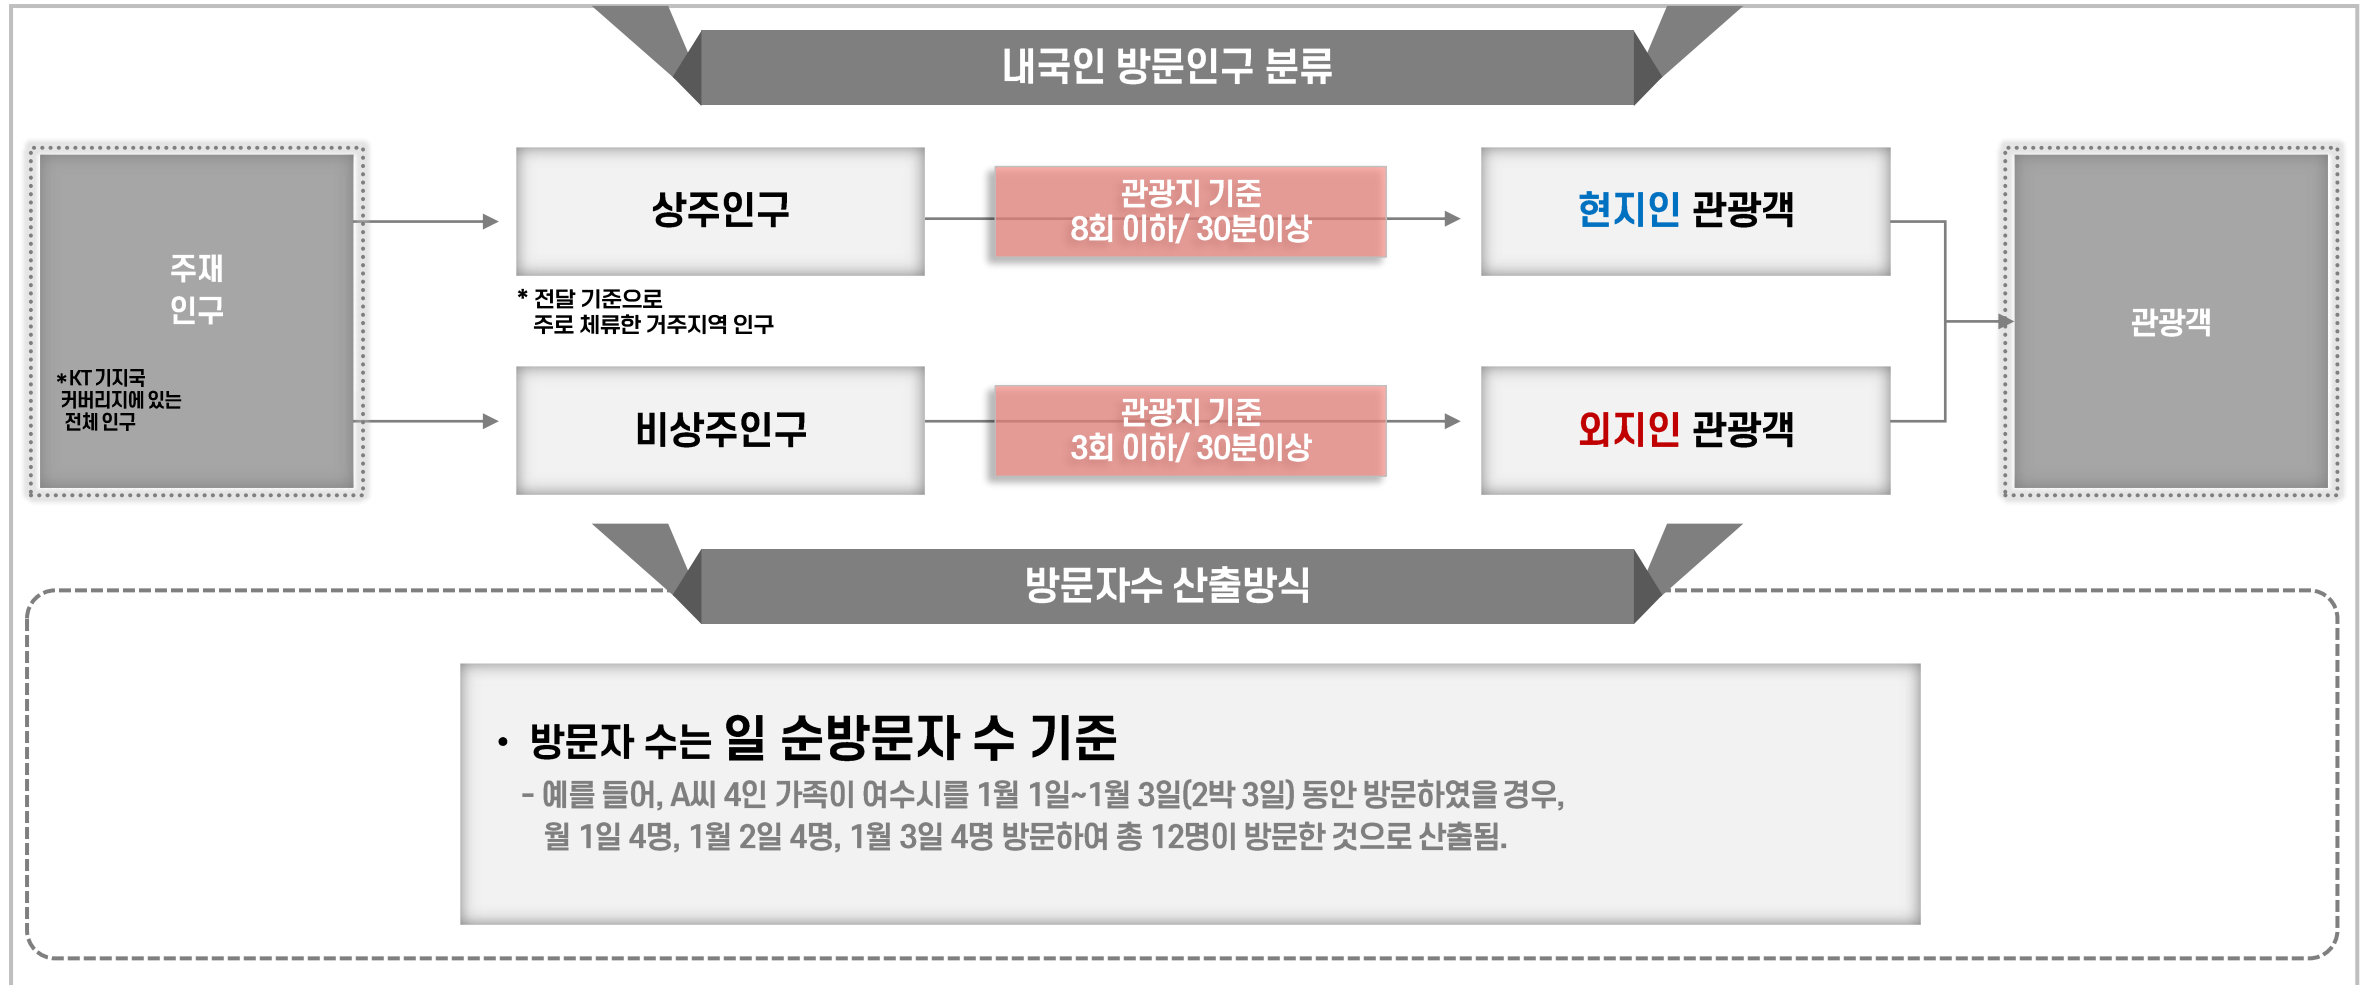 내국인 방문인구 분류
주재
인구
*KT 기지국
커버리지에 있는
전체 인구
상주인구
* 전달 기준으로
주로 체류한 거주지역 인구
관광지 기준
8회 이하/ 30분이상
현지인 관광객
비상주인구
관광지 기준
3회 이하/ 30분이상
외지인 관광객
관광객
방문자수 산출방식
• 방문자 수는 일 순방문자 수 기준
- 예를 들어, A씨 4인 가족이 여수시를 1월 1일~1월 3일(2박 3일) 동안 방문하였을 경우,
월 1일 4명, 1월 2일 4명, 1월 3일 4명 방문하여 총 12명이 방문한 것으로 산출됨.